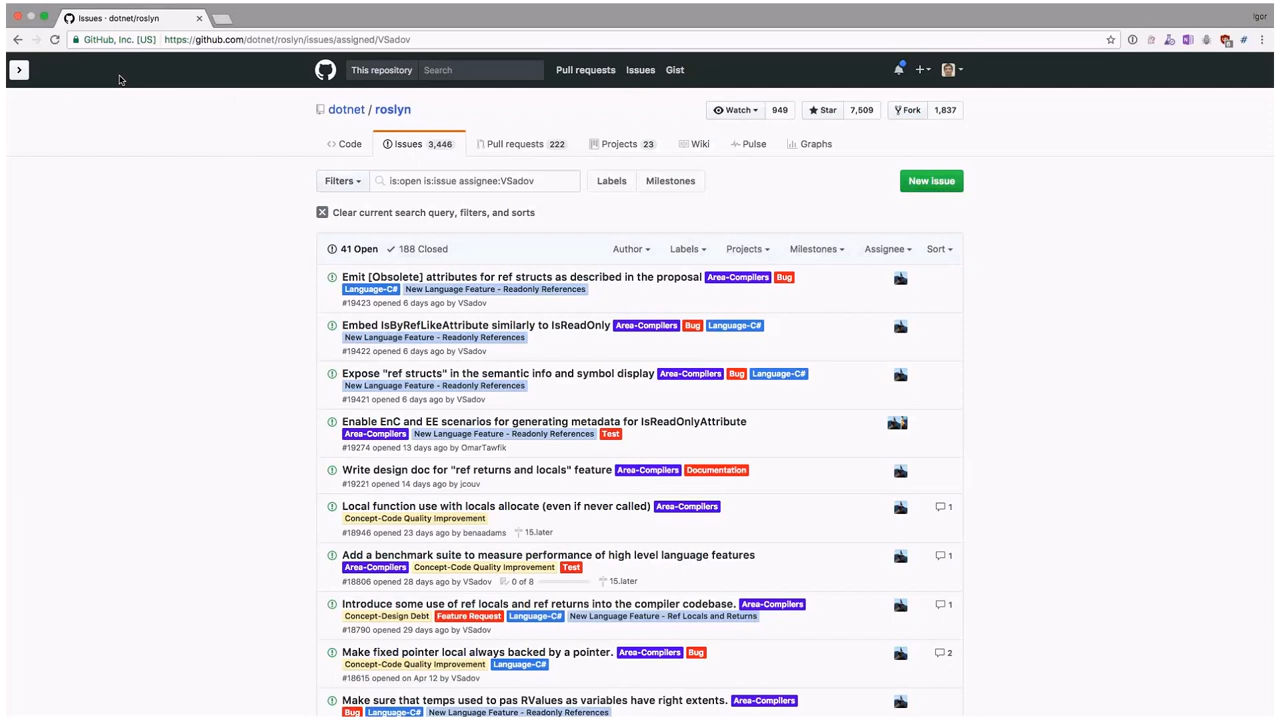 Issues · dotnet/roslyn
Igor
GitHub, Inc. [US] https://github.com/dotnet/roslyn/issues/assigned/VSadov
This repository Search Pull requests Issues Gist
dotnet / roslyn
Watch 949 Star 7,509 Fork 1,837
Code Issues 3,446 Pull requests 222 Projects 23 Wiki Pulse Graphs
Filters is:open is:issue assignee:VSadov Labels Milestones New issue
Clear current search query, filters, and sorts
41 Open 188 Closed Author Labels Projects Milestones Assignee Sort
Emit [Obsolete] attributes for ref structs as described in the proposal Area-Compilers Bug
Language-C# New Language Feature - Readonly References
#19423 opened 6 days ago by VSadov
Embed IsByRefLikeAttribute similarly to IsReadOnly Area-Compilers Bug Language-C#
New Language Feature - Readonly References
#19422 opened 6 days ago by VSadov
Expose "ref structs" in the semantic info and symbol display Area-Compilers Bug Language-C#
New Language Feature - Readonly References
#19421 opened 6 days ago by VSadov
Enable EnC and EE scenarios for generating metadata for IsReadOnlyAttribute
Area-Compilers New Language Feature - Readonly References Test
#19274 opened 13 days ago by OmarTawfik
Write design doc for "ref returns and locals" feature Area-Compilers Documentation
#19221 opened 14 days ago by jcouv
Local function use with locals allocate (even if never called) Area-Compilers 1
Concept-Code Quality Improvement
#18946 opened 23 days ago by benaadams 15.later
Add a benchmark suite to measure performance of high level language features 1
Area-Compilers Concept-Code Quality Improvement Test
#18806 opened 28 days ago by VSadov 0 of 8 15.later
Introduce some use of ref locals and ref returns into the compiler codebase. Area-Compilers 1
Concept-Design Debt Feature Request Language-C# New Language Feature - Ref Locals and Returns
#18790 opened 29 days ago by VSadov
Make fixed pointer local always backed by a pointer. Area-Compilers Bug 2
Concept-Code Quality Improvement Language-C#
#18615 opened on Apr 12 by VSadov
Make sure that temps used to pas RValues as variables have right extents. Area-Compilers
Bug Language-C# New Language Feature - Readonly References